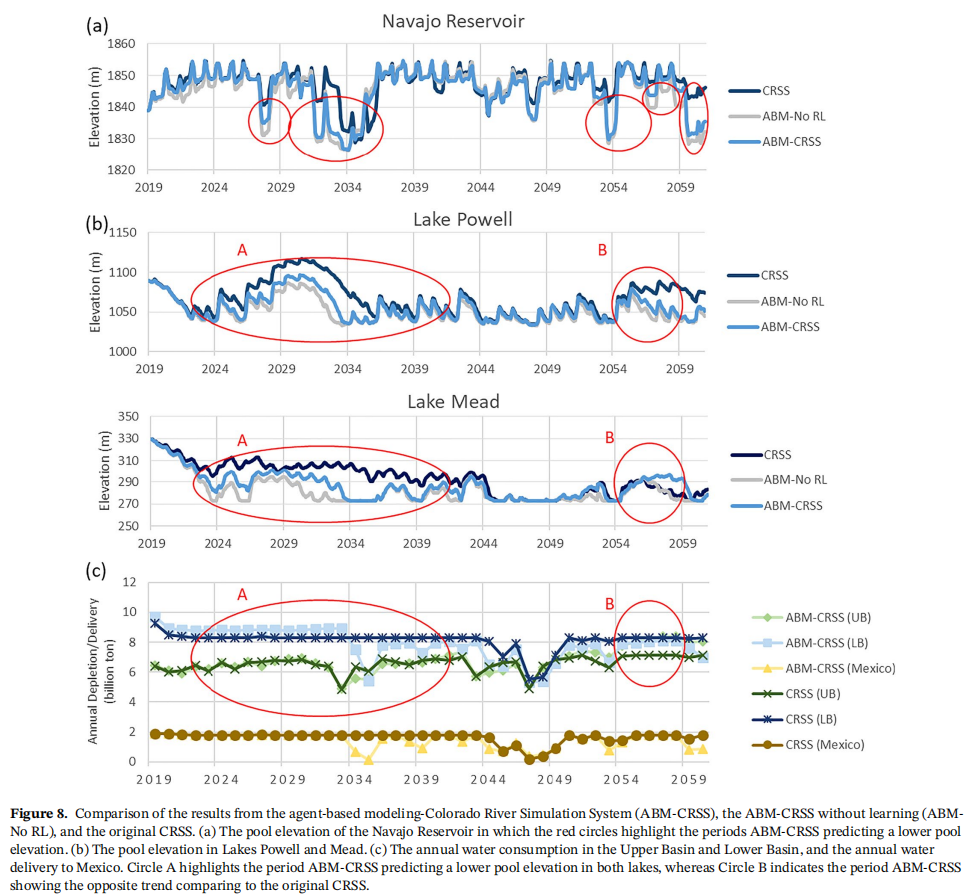 (a)
Navajo Reservoir
1860
1850
1840
1830
1820
Elevation (m)
2019 2024 2029 2034 2039 2044 2049 2054 2059
CRSS
ABM-No RL
ABM-CRSS
(b)
Lake Powell
1150
1100
1050
1000
Elevation (m)
A
B
2019 2024 2029 2034 2039 2044 2049 2054 2059
CRSS
ABM-No RL
ABM-CRSS
Lake Mead
350
330
310
290
270
250
Elevation (m)
A
B
2019 2024 2029 2034 2039 2044 2049 2054 2059
CRSS
ABM-No RL
ABM-CRSS
(c)
12
10
8
6
4
2
0
Annual Depletion/Delivery
(billion ton)
A
B
2019 2024 2029 2034 2039 2044 2049 2054 2059
ABM-CRSS (UB)
ABM-CRSS (LB)
ABM-CRSS (Mexico)
CRSS (UB)
CRSS (LB)
CRSS (Mexico)
Figure 8. Comparison of the results from the agent-based modeling-Colorado River Simulation System (ABM-CRSS), the ABM-CRSS without learning (ABM-
No RL), and the original CRSS. (a) The pool elevation of the Navajo Reservoir in which the red circles highlight the periods ABM-CRSS predicting a lower pool
elevation. (b) The pool elevation in Lakes Powell and Mead. (c) The annual water consumption in the Upper Basin and Lower Basin, and the annual water
delivery to Mexico. Circle A highlights the period ABM-CRSS predicting a lower pool elevation in both lakes, whereas Circle B indicates the period ABM-CRSS
showing the opposite trend comparing to the original CRSS.